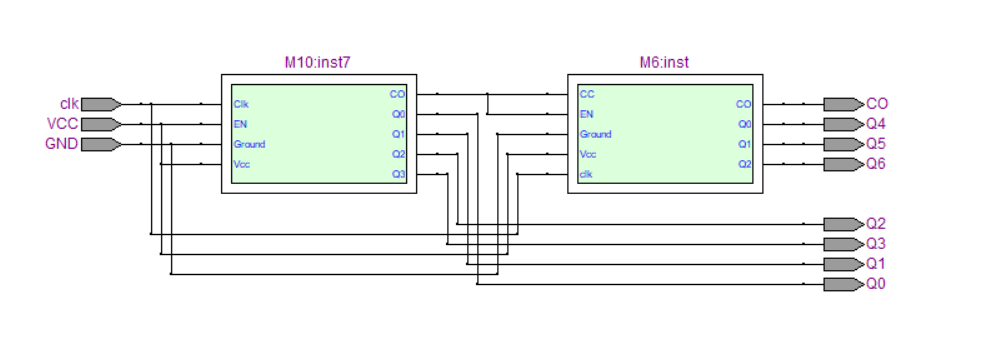 M10:inst7
M6:inst
clk
VCC
GND
Clk
EN
Ground
Vcc
CO
Q0
Q1
Q2
Q3
CC
EN
Ground
Vcc
clk
CO
Q0
Q1
Q2
CO
Q4
Q5
Q6
Q2
Q3
Q1
Q0